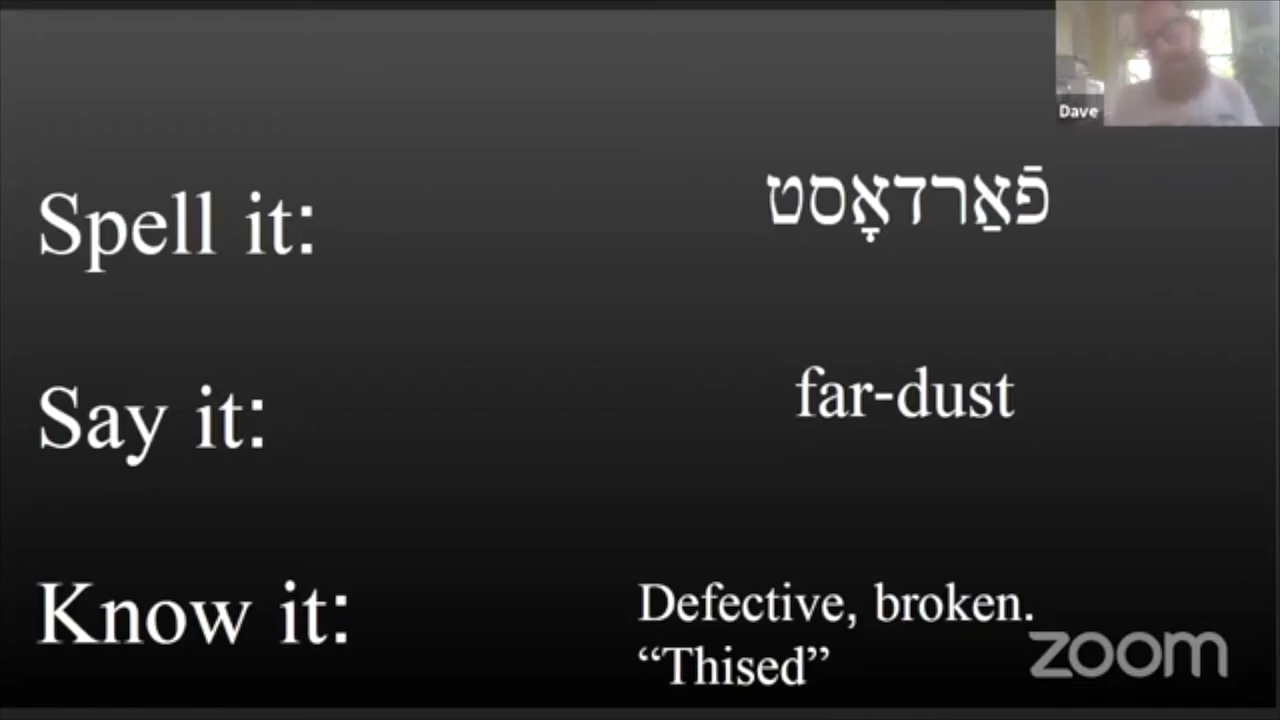 Dave
Spell it:
פֿאַרדאָסט
Say it:
far-dust
Know it:
Defective, broken.
“Thised”
zoom